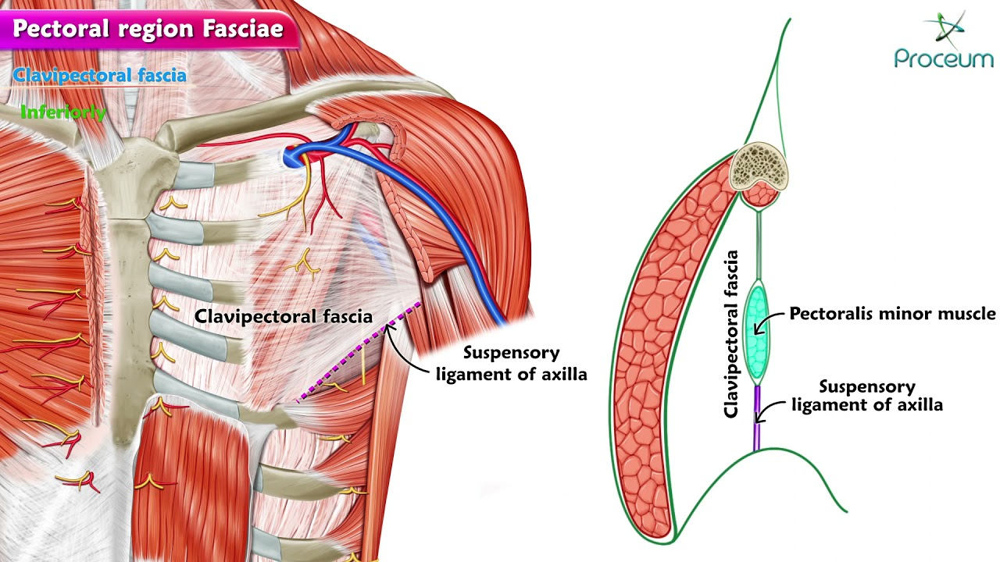 Pectoral region Fasciae
Proceum
Clavipectoral fascia
Inferiorly
Clavipectoral fascia
Suspensory
ligament of axilla
Clavipectoral fascia
Pectoralis minor muscle
Suspensory
ligament of axilla